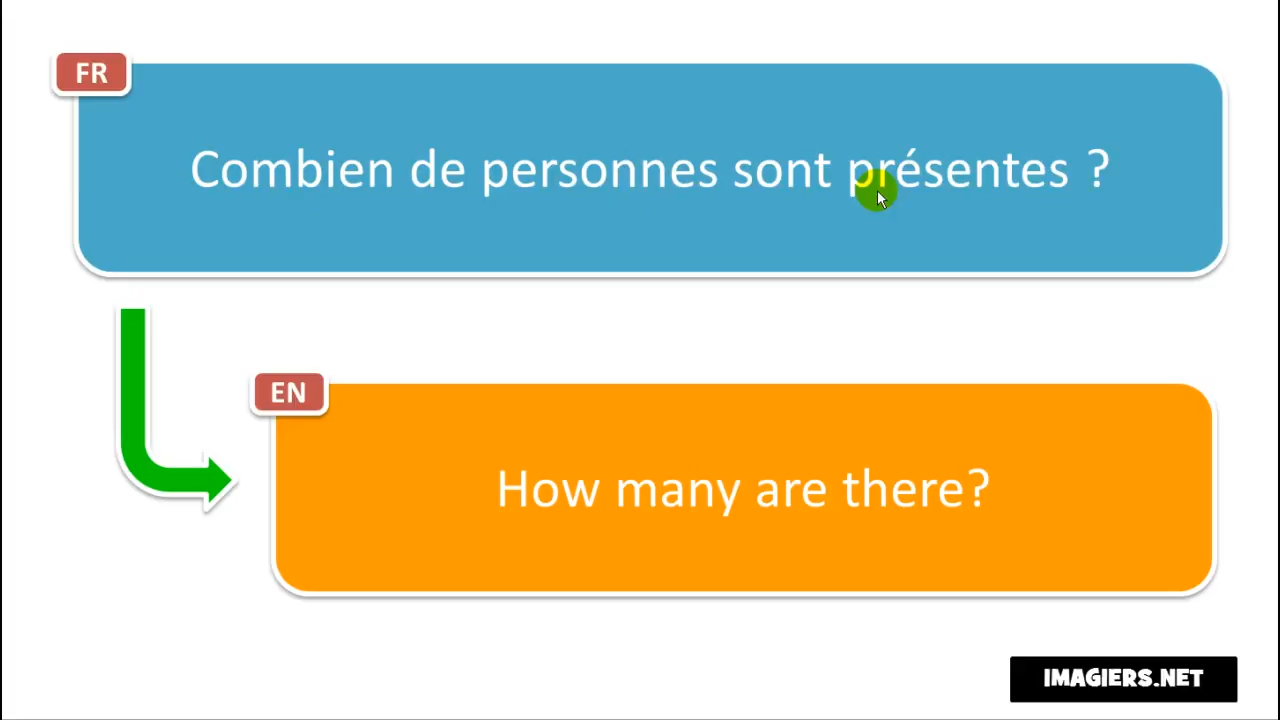 FR
Combien de personnes sont présentes ?
EN
How many are there?
IMAGIERS.NET